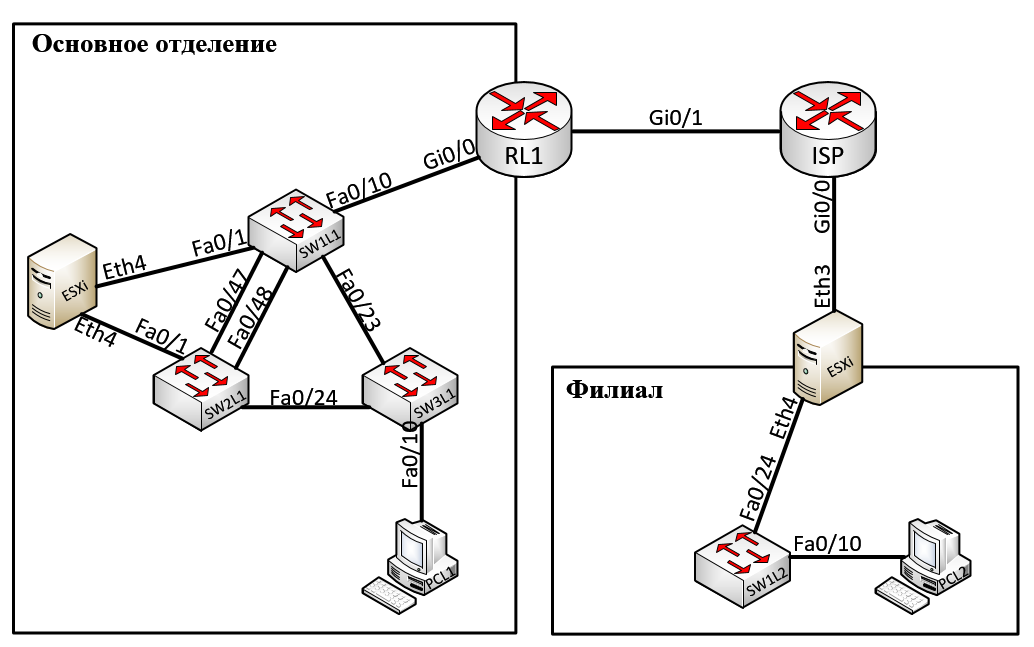 Основное отделение
Gi0/1
RL1
ISP
Gi0/0
Fa0/10
Gi0/0
SW1L1
Fa0/1
Eth4
ESXi
Eth4
Fa0/1
Fa0/47
Fa0/48
Fa0/23
Eth3
ESXi
SW2L1
Fa0/24
SW3L1
Fa0/10
PCL1
Филиал
Eth4
Fa0/24
SW1L2
Fa0/10
PCL2